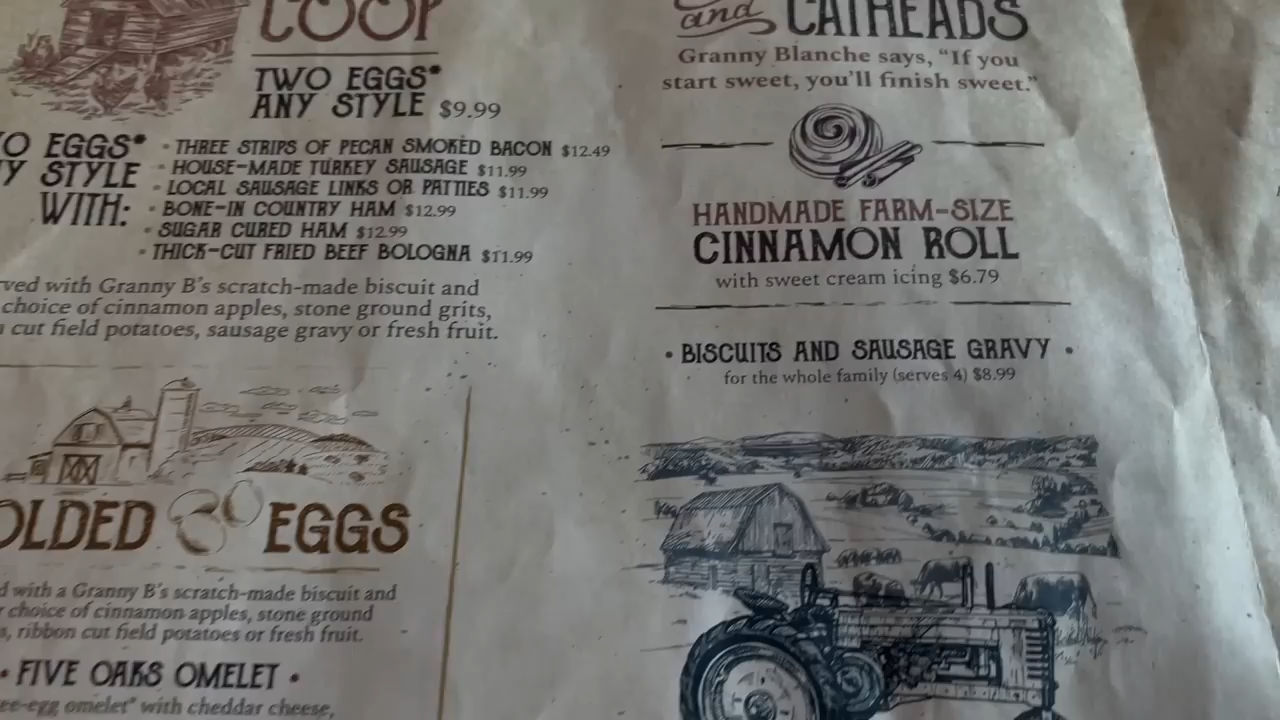 COOP
TWO EGGS*
ANY STYLE $9.99
EGGS*
STYLE
WITH:
• THREE STRIPS OF PECAN SMOKED BACON $12.49
• HOUSE-MADE TURKEY SAUSAGE $11.99
• LOCAL SAUSAGE LINKS OR PATTIES $11.99
• BONE-IN COUNTRY HAM $12.99
• SUGAR CURED HAM $12.99
• THICK-CUT FRIED BEEF BOLOGNA $11.99
with Granny B's scratch-made biscuit and
choice of cinnamon apples, stone ground grits,
cut field potatoes, sausage gravy or fresh fruit.
EGGS
with a Granny B's scratch-made biscuit and
choice of cinnamon apples, stone ground
ribbon cut field potatoes or fresh fruit.
• FIVE OAKS OMELET •
omelet* with cheddar cheese,
and CATHEADS
Granny Blanche says, “If you
start sweet, you'll finish sweet.”
HANDMADE FARM-SIZE
CINNAMON ROLL
with sweet cream icing $6.79
• BISCUITS AND SAUSAGE GRAVY •
for the whole family (serves 4) $8.99